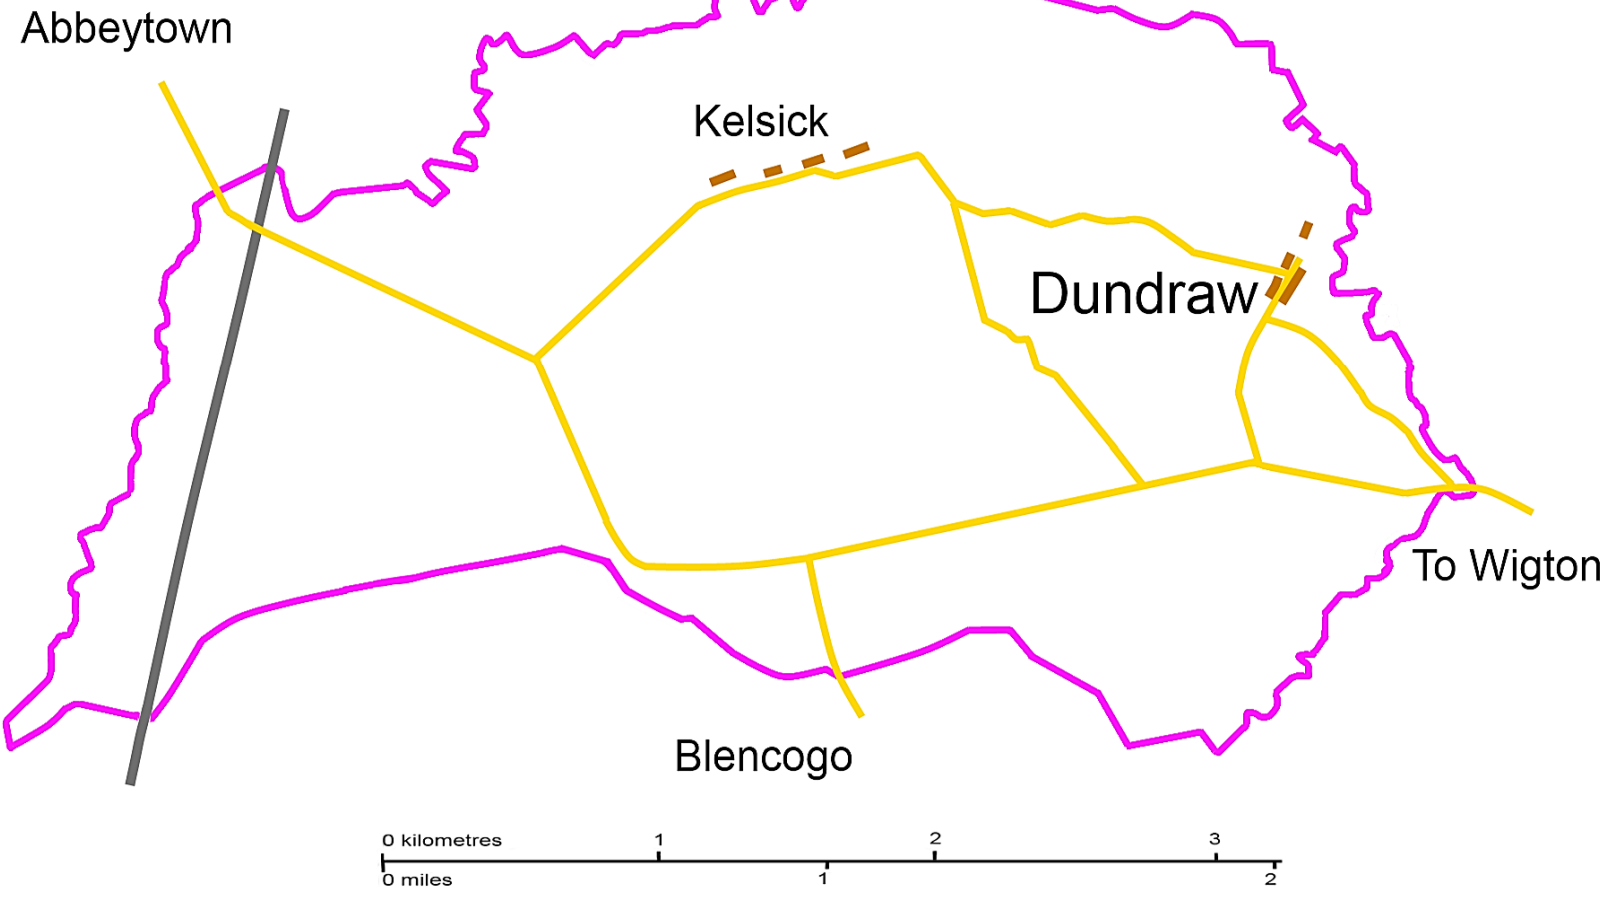 Abbeytown
Kelsick
Dundraw
To Wigton
Blencogo
0 kilometres 1 2 3
0 miles 1 2